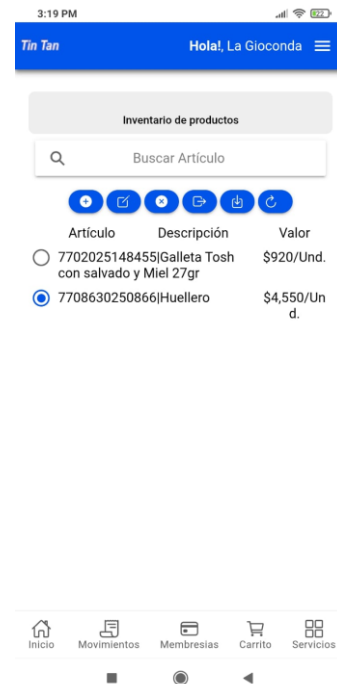 3:19 PM 22
Tin Tan Hola!, La Gioconda
Inventario de productos
Buscar Artículo
Artículo Descripción Valor
7702025148455|Galleta Tosh $920/Und.
con salvado y Miel 27gr
7708630250866|Huellero $4,550/Un
d.
Inicio Movimientos Membresias Carrito Servicios